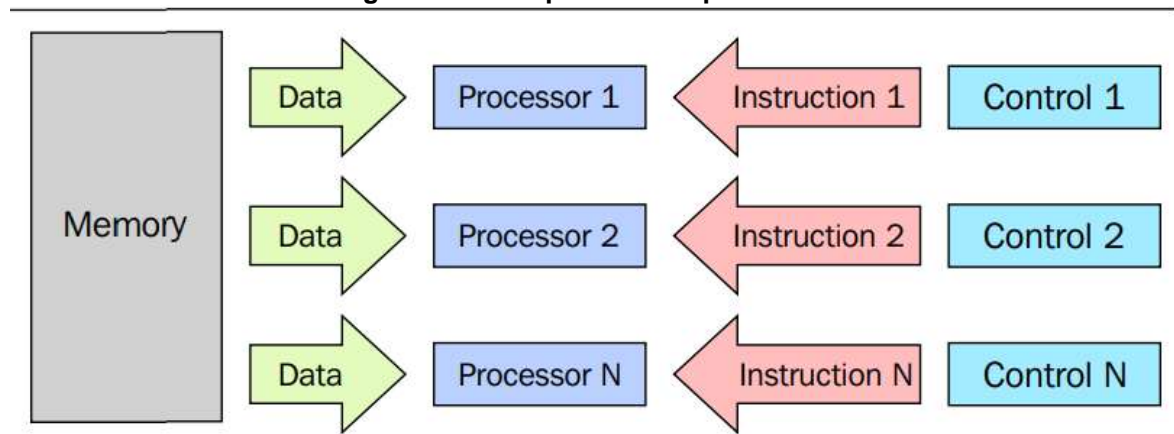 Data Processor 1 Instruction 1 Control 1
Memory Data Processor 2 Instruction 2 Control 2
Data Processor N Instruction N Control N